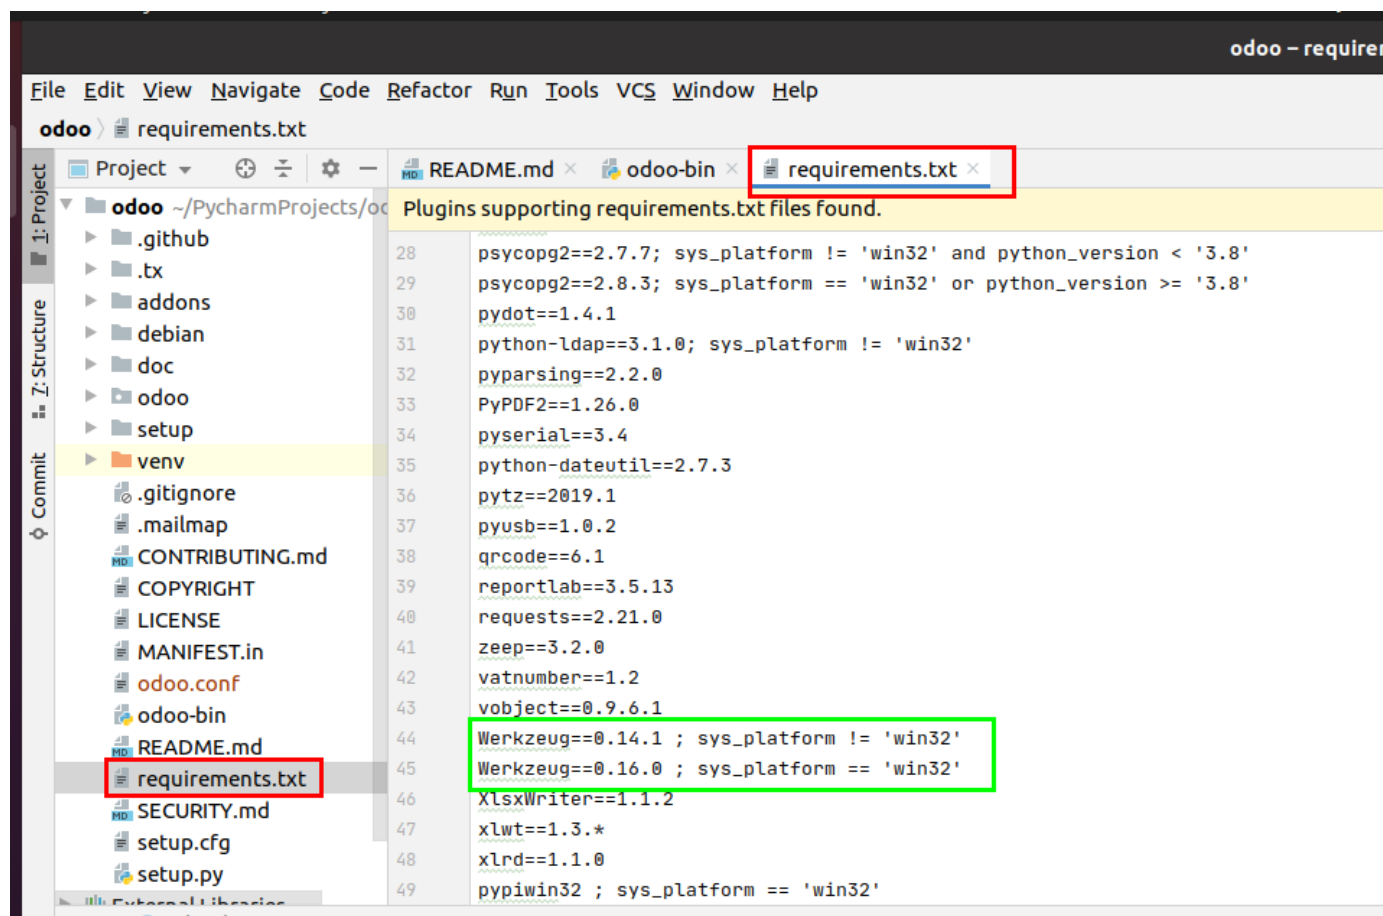 odoo – require
File Edit View Navigate Code Refactor Run Tools VCS Window Help
odoo requirements.txt
1: Project
Z: Structure
Commit
Project
README.md odoo-bin requirements.txt
odoo ~/PycharmProjects/od
.github
.tx
addons
debian
doc
odoo
setup
venv
.gitignore
.mailmap
CONTRIBUTING.md
COPYRIGHT
LICENSE
MANIFEST.in
odoo.conf
odoo-bin
README.md
requirements.txt
SECURITY.md
setup.cfg
setup.py
External Libraries
Plugins supporting requirements.txt files found.
28 psycopg2==2.7.7; sys_platform != 'win32' and python_version < '3.8'
29 psycopg2==2.8.3; sys_platform == 'win32' or python_version >= '3.8'
30 pydot==1.4.1
31 python-ldap==3.1.0; sys_platform != 'win32'
32 pyparsing==2.2.0
33 PyPDF2==1.26.0
34 pyserial==3.4
35 python-dateutil==2.7.3
36 pytz==2019.1
37 pyusb==1.0.2
38 qrcode==6.1
39 reportlab==3.5.13
40 requests==2.21.0
41 zeep==3.2.0
42 vatnumber==1.2
43 vobject==0.9.6.1
44 Werkzeug==0.14.1 ; sys_platform != 'win32'
45 Werkzeug==0.16.0 ; sys_platform == 'win32'
46 XlsxWriter==1.1.2
47 xlwt==1.3.*
48 xlrd==1.1.0
49 pypiwin32 ; sys_platform == 'win32'